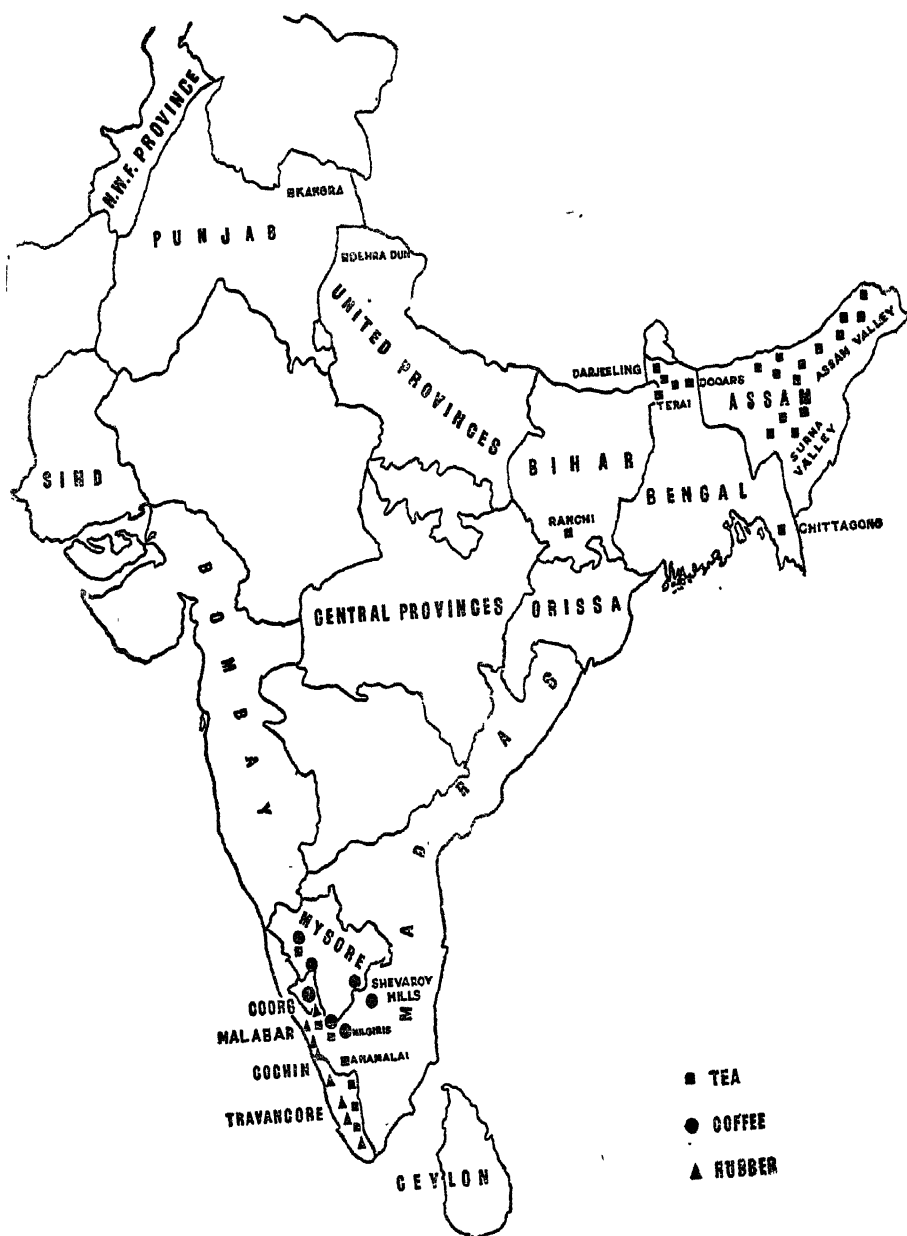 N.W.F. PROVINCE
KANGRA
PUNJAB
DEHRA DUN
UNITED PROVINCES
DARJEELING
DOOARS
TERAI
ASSAM
ASSAM VALLEY
SURMA
VALLEY
SIND
BIHAR
BENGAL
RANCHI
CHITTAGONG
BOMBAY
CENTRAL PROVINCES
ORISSA
MADRAS
MYSORE
SHEVAROY
HILLS
COORG
NILGIRIS
MALABAR
ANAMALAI
COCHIN
TRAVANCORE
CEYLON
TEA
COFFEE
RUBBER